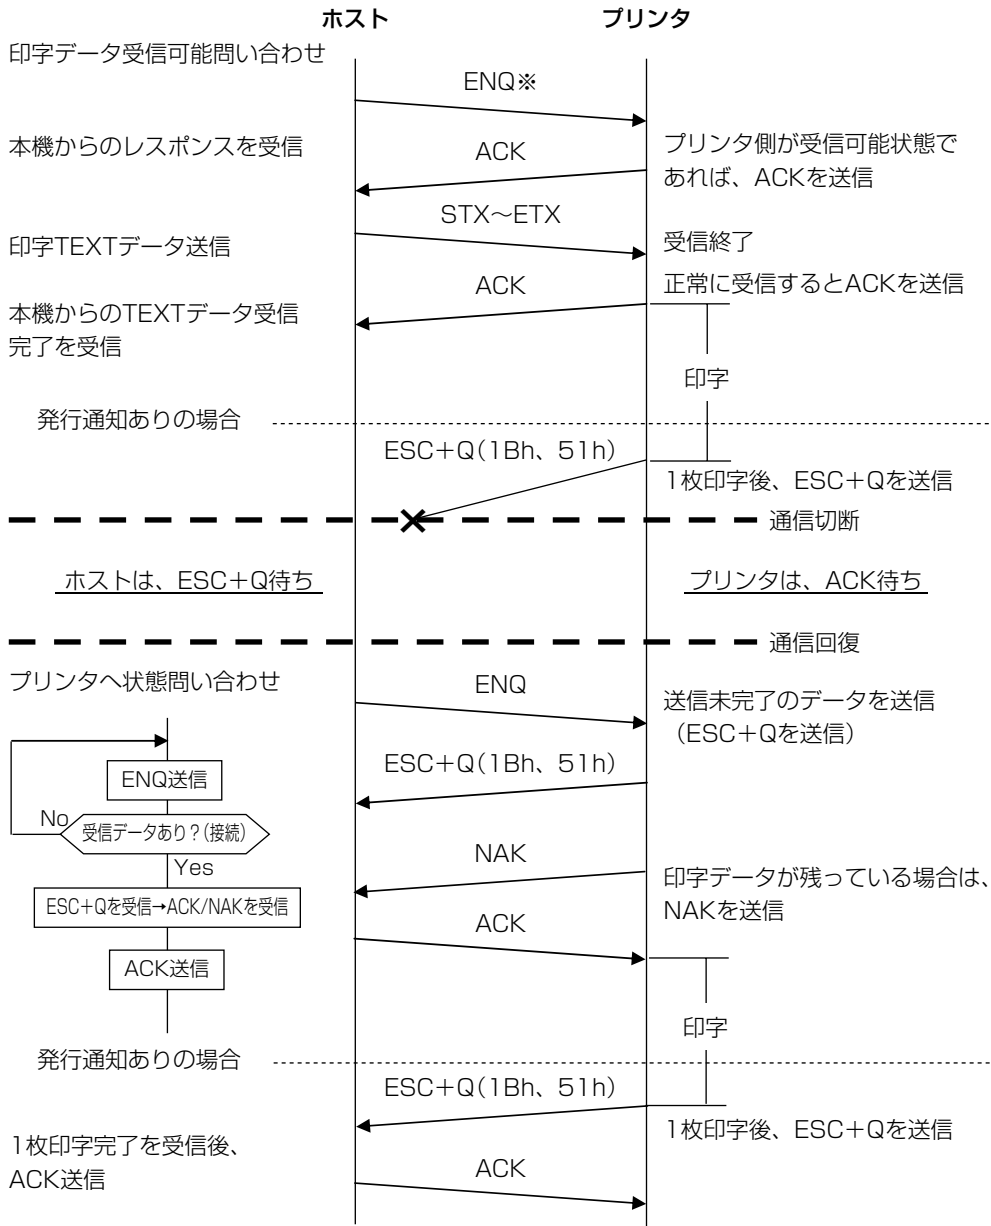 ホスト
プリンタ
印字データ受信可能問い合わせ
ENQ※
本機からのレスポンスを受信
ACK
プリンタ側が受信可能状態で
あれば、ACKを送信
STX～ETX
印字TEXTデータ送信
受信終了
ACK
正常に受信するとACKを送信
本機からのTEXTデータ受信
完了を受信
印字
発行通知ありの場合
ESC＋Q（1Bh、51h）
1枚印字後、ESC＋Qを送信
通信切断
ホストは、ESC＋Q待ち
プリンタは、ACK待ち
通信回復
プリンタへ状態問い合わせ
ENQ
送信未完了のデータを送信
（ESC＋Qを送信）
ESC＋Q（1Bh、51h）
ENQ送信
No
受信データあり？（接続）
Yes
NAK
印字データが残っている場合は、
NAKを送信
ESC＋Qを受信→ACK/NAKを受信
ACK
ACK送信
印字
発行通知ありの場合
ESC＋Q（1Bh、51h）
1枚印字後、ESC＋Qを送信
1枚印字完了を受信後、
ACK送信
ACK